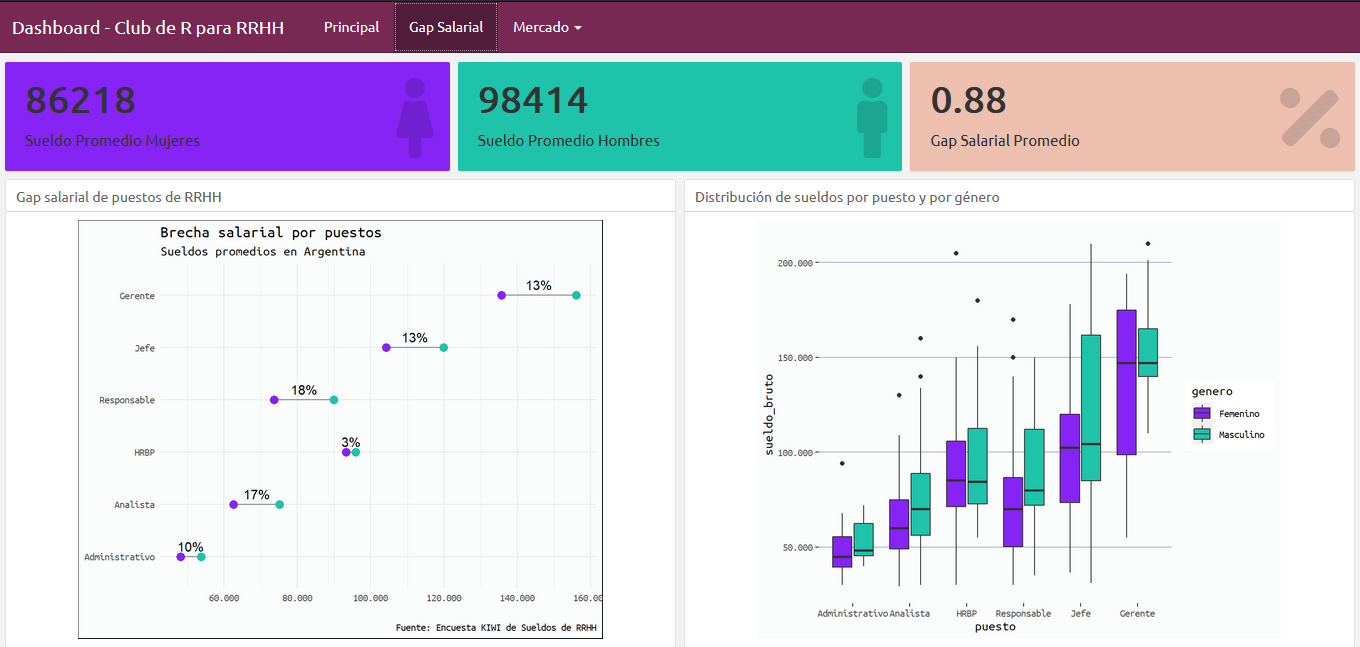 Dashboard - Club de R para RRHH Principal Gap Salarial Mercado
86218
Sueldo Promedio Mujeres
98414
Sueldo Promedio Hombres
0.88
Gap Salarial Promedio
Gap salarial de puestos de RRHH
Brecha salarial por puestos
Sueldos promedios en Argentina
Gerente 13%
Jefe 13%
Responsable 18%
HRBP 3%
Analista 17%
Administrativo 10%
60.000 80.000 100.000 120.000 140.000 160.00
Fuente: Encuesta KIWI de Sueldos de RRHH
Distribución de sueldos por puesto y por género
200.000
150.000
100.000
50.000
sueldo_bruto
Administrativo Analista HRBP Responsable Jefe Gerente
puesto
genero
Femenino
Masculino